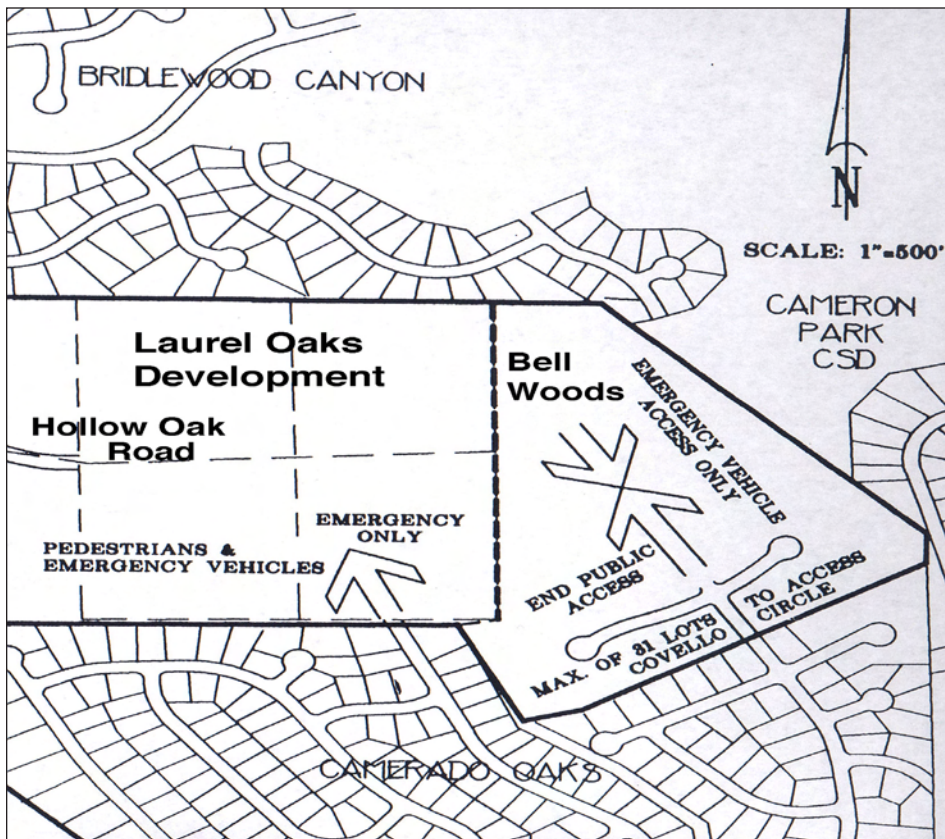 BRIDLEWOOD CANYON
N
SCALE: 1"=500'
CAMERON
PARK
CSD
Laurel Oaks
Development
Bell
Woods
EMERGENCY VEHICLE
ACCESS ONLY
Hollow Oak
Road
EMERGENCY
ONLY
PEDESTRIANS &
EMERGENCY VEHICLES
END PUBLIC
ACCESS
TO ACCESS
CIRCLE
MAX. OF 31 LOTS
COVELLO
CAMERADO OAKS